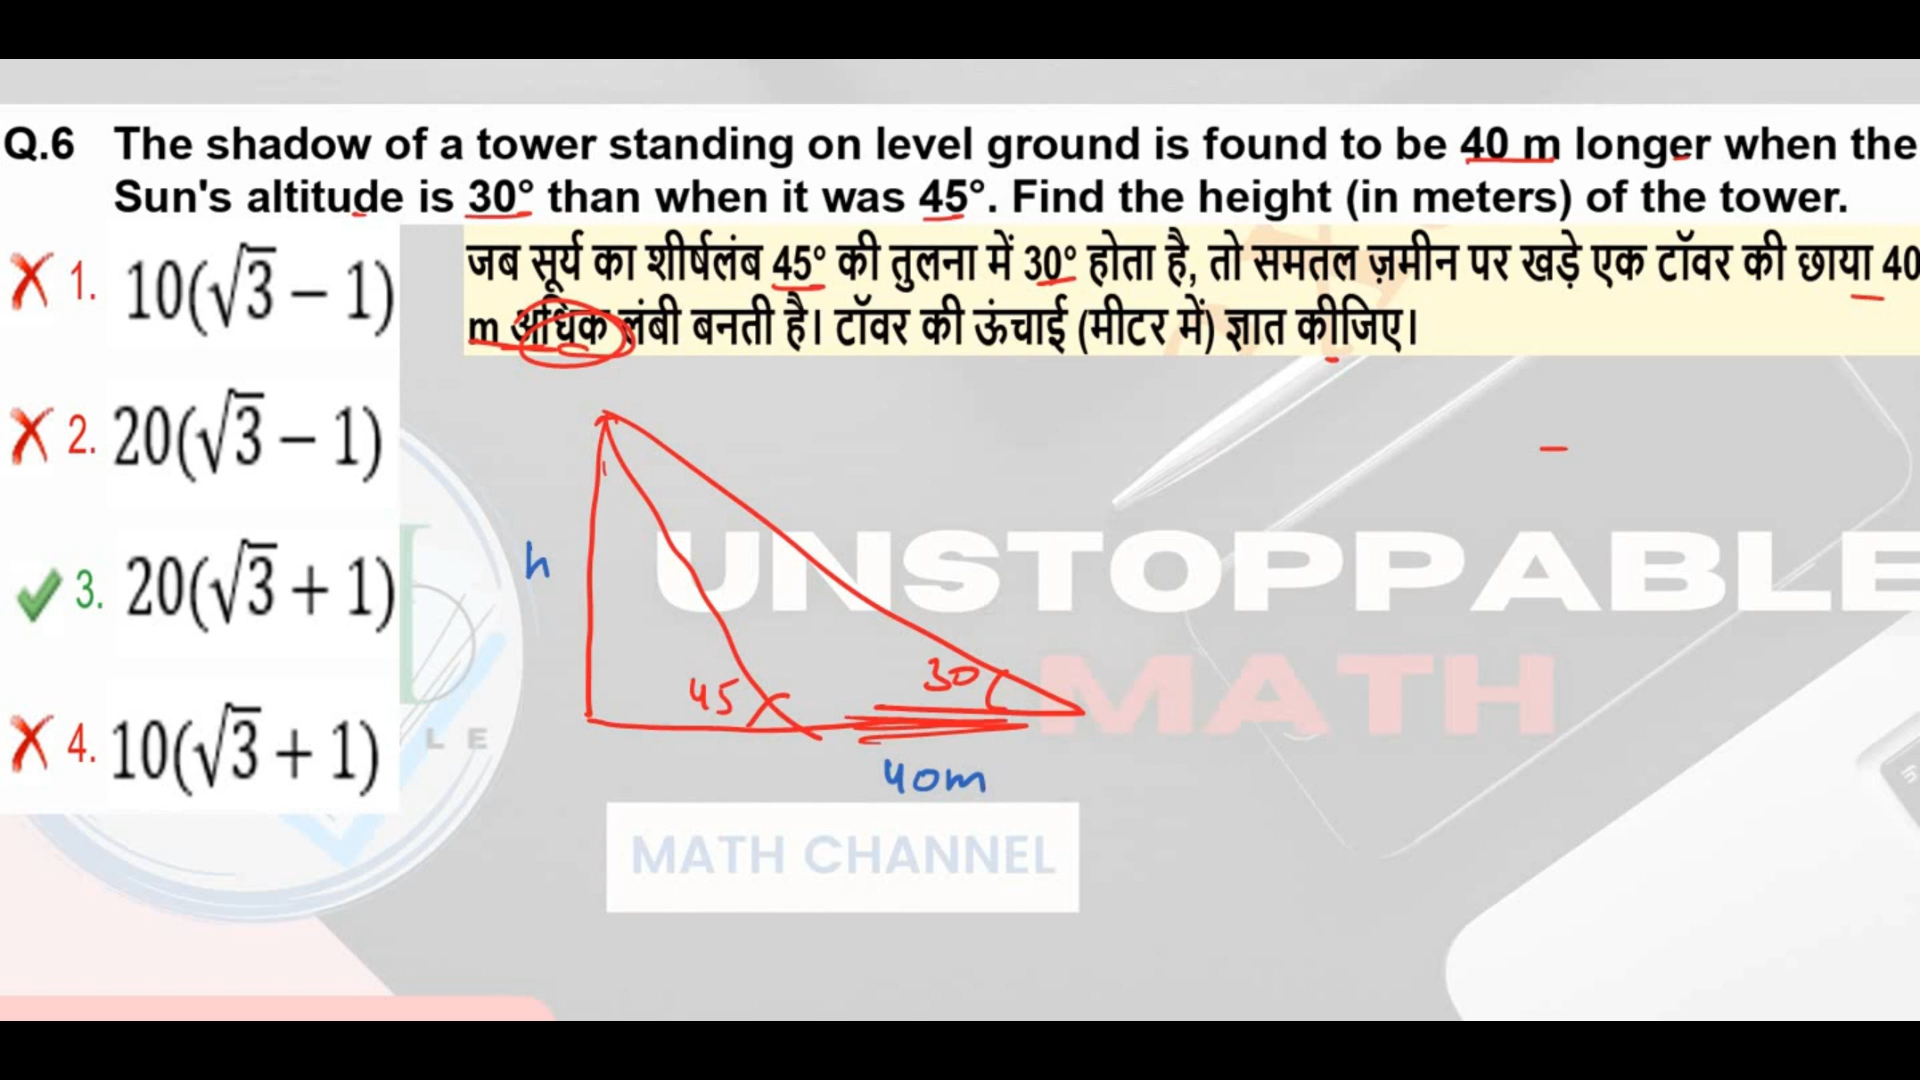 Q.6 The shadow of a tower standing on level ground is found to be 40 m longer when the
Sun's altitude is 30° than when it was 45°. Find the height (in meters) of the tower.
जब सूर्य का शीर्षलंब 45° की तुलना में 30° होता है, तो समतल ज़मीन पर खड़े एक टॉवर की छाया 40
m अधिक लंबी बनती है। टॉवर की ऊंचाई (मीटर में) ज्ञात कीजिए।
1. 10(√3 − 1)
2. 20(√3 − 1)
3. 20(√3 + 1)
4. 10(√3 + 1)
h
45
30
40m
UNSTOPPABLE
MATH
L E
MATH CHANNEL